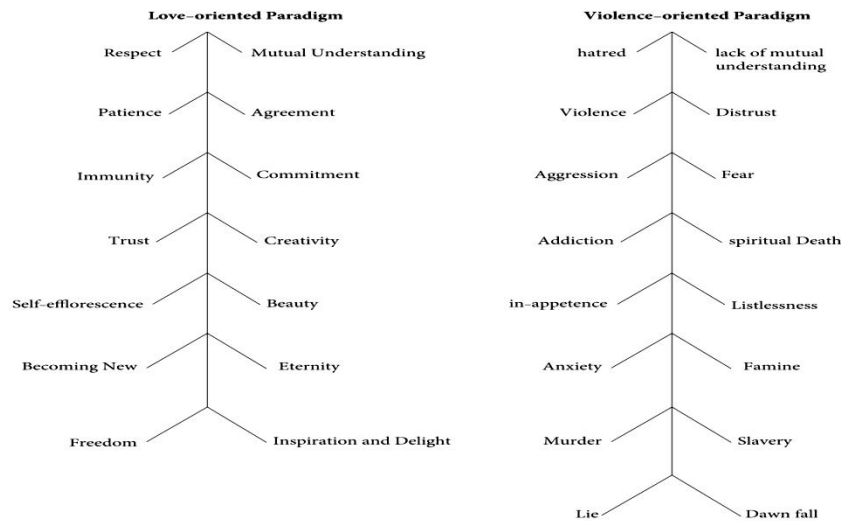 Love-oriented Paradigm
Respect
Mutual Understanding
Patience
Agreement
Immunity
Commitment
Trust
Creativity
Self-efflorescence
Beauty
Becoming New
Eternity
Freedom
Inspiration and Delight
Violence-oriented Paradigm
hatred
lack of mutual
understanding
Violence
Distrust
Aggression
Fear
Addiction
spiritual Death
in-appetence
Listlessness
Anxiety
Famine
Murder
Slavery
Lie
Dawn fall